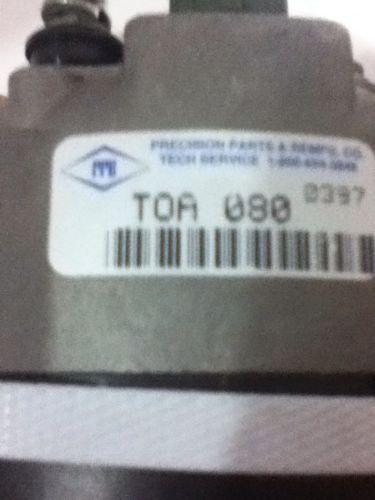 PRECISION PARTS & REMFG. CO.
TECH SERVICE
TOA 080 0397